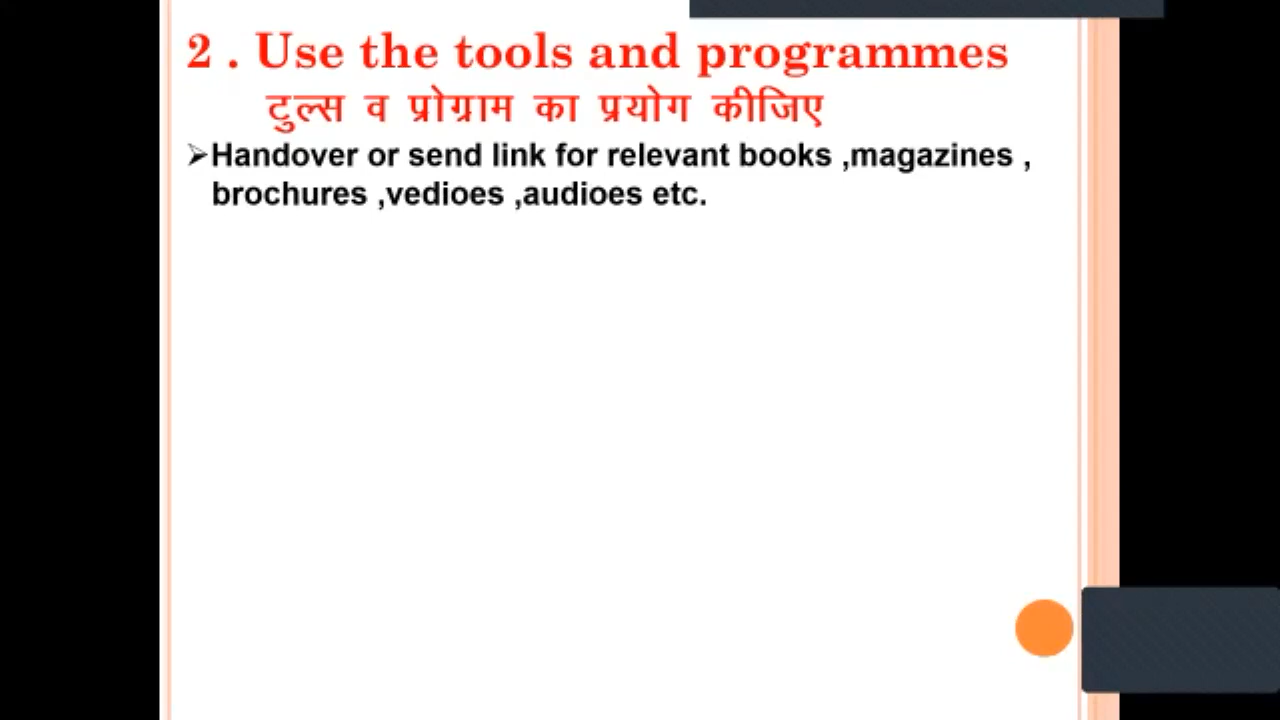 2 . Use the tools and programmes
टुल्स व प्रोग्राम का प्रयोग कीजिए
➢Handover or send link for relevant books ,magazines ,
brochures ,vedioes ,audioes etc.